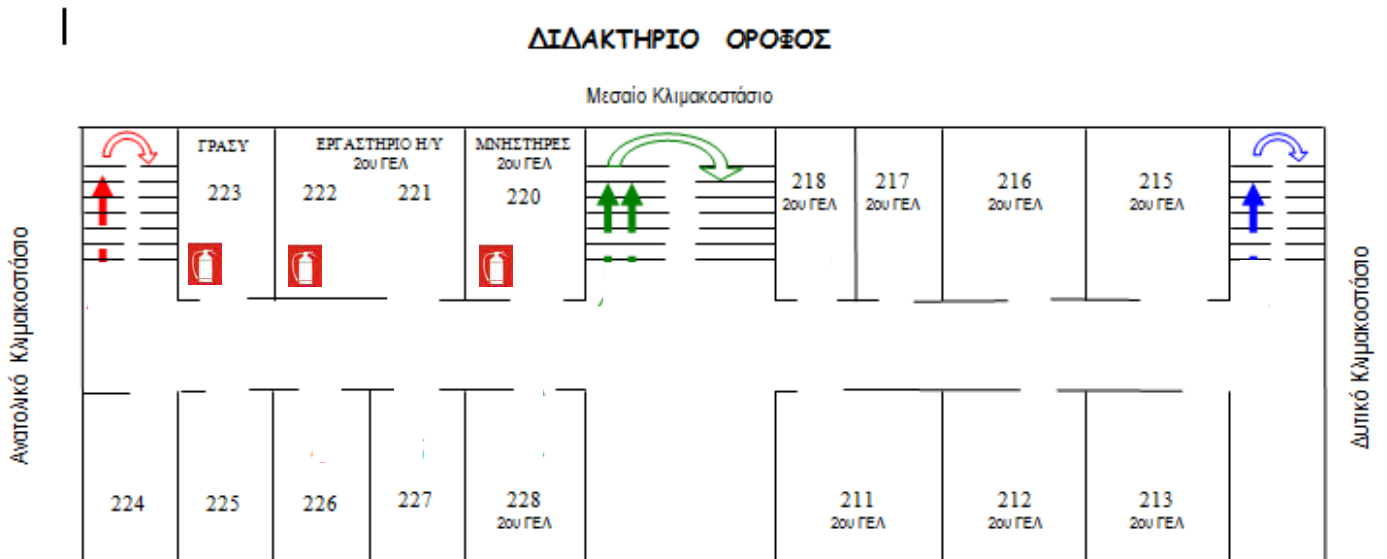 ΔΙΔΑΚΤΗΡΙΟ ΟΡΟΦΟΣ
Μεσαίο Κλιμακοστάσιο
ΓΡΑΣΥ
223
ΕΡΓΑΣΤΗΡΙΟ Η/Υ
2ου ΓΕΛ
222
221
ΜΝΗΣΤΗΡΕΣ
2ου ΓΕΛ
220
218
2ου ΓΕΛ
217
2ου ΓΕΛ
216
2ου ΓΕΛ
215
2ου ΓΕΛ
Ανατολικό Κλιμακοστάσιο
Δυτικό Κλιμακοστάσιο
224
225
226
227
228
2ου ΓΕΛ
211
2ου ΓΕΛ
212
2ου ΓΕΛ
213
2ου ΓΕΛ